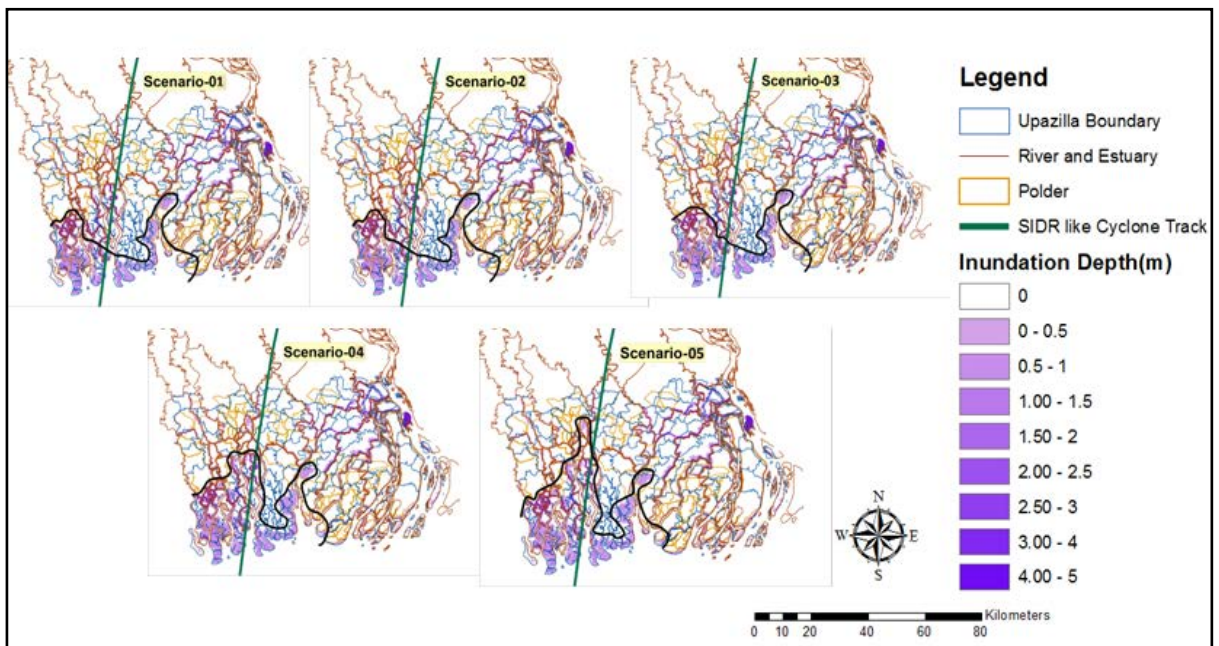 Scenario-01
Scenario-02
Scenario-03
Scenario-04
Scenario-05
Legend
Upazilla Boundary
River and Estuary
Polder
SIDR like Cyclone Track
Inundation Depth(m)
0
0 - 0.5
0.5 - 1
1.00 - 1.5
1.50 - 2
2.00 - 2.5
2.50 - 3
3.00 - 4
4.00 - 5
N
W E
S
Kilometers
0 10 20 40 60 80